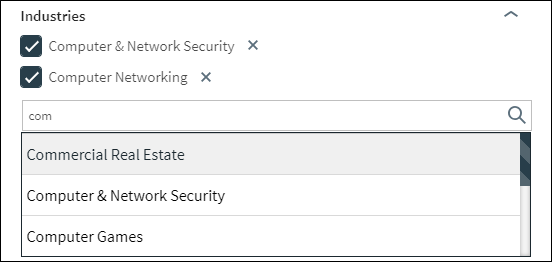 Industries
Computer & Network Security
Computer Networking
com
Commercial Real Estate
Computer & Network Security
Computer Games